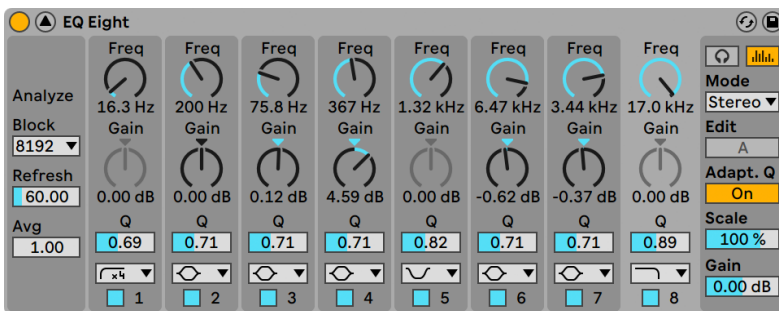 EQ Eight
Freq Freq Freq Freq Freq Freq Freq Freq
16.3 Hz 200 Hz 75.8 Hz 367 Hz 1.32 kHz 6.47 kHz 3.44 kHz 17.0 kHz
Gain Gain Gain Gain Gain Gain Gain Gain
0.00 dB 0.00 dB 0.12 dB 4.59 dB 0.00 dB -0.62 dB -0.37 dB 0.00 dB
Q Q Q Q Q Q Q Q
0.69 0.71 0.71 0.71 0.82 0.71 0.71 0.89
x4
1 2 3 4 5 6 7 8
Analyze
Block
8192
Refresh
60.00
Avg
1.00
Mode
Stereo
Edit
A
Adapt. Q
On
Scale
100 %
Gain
0.00 dB